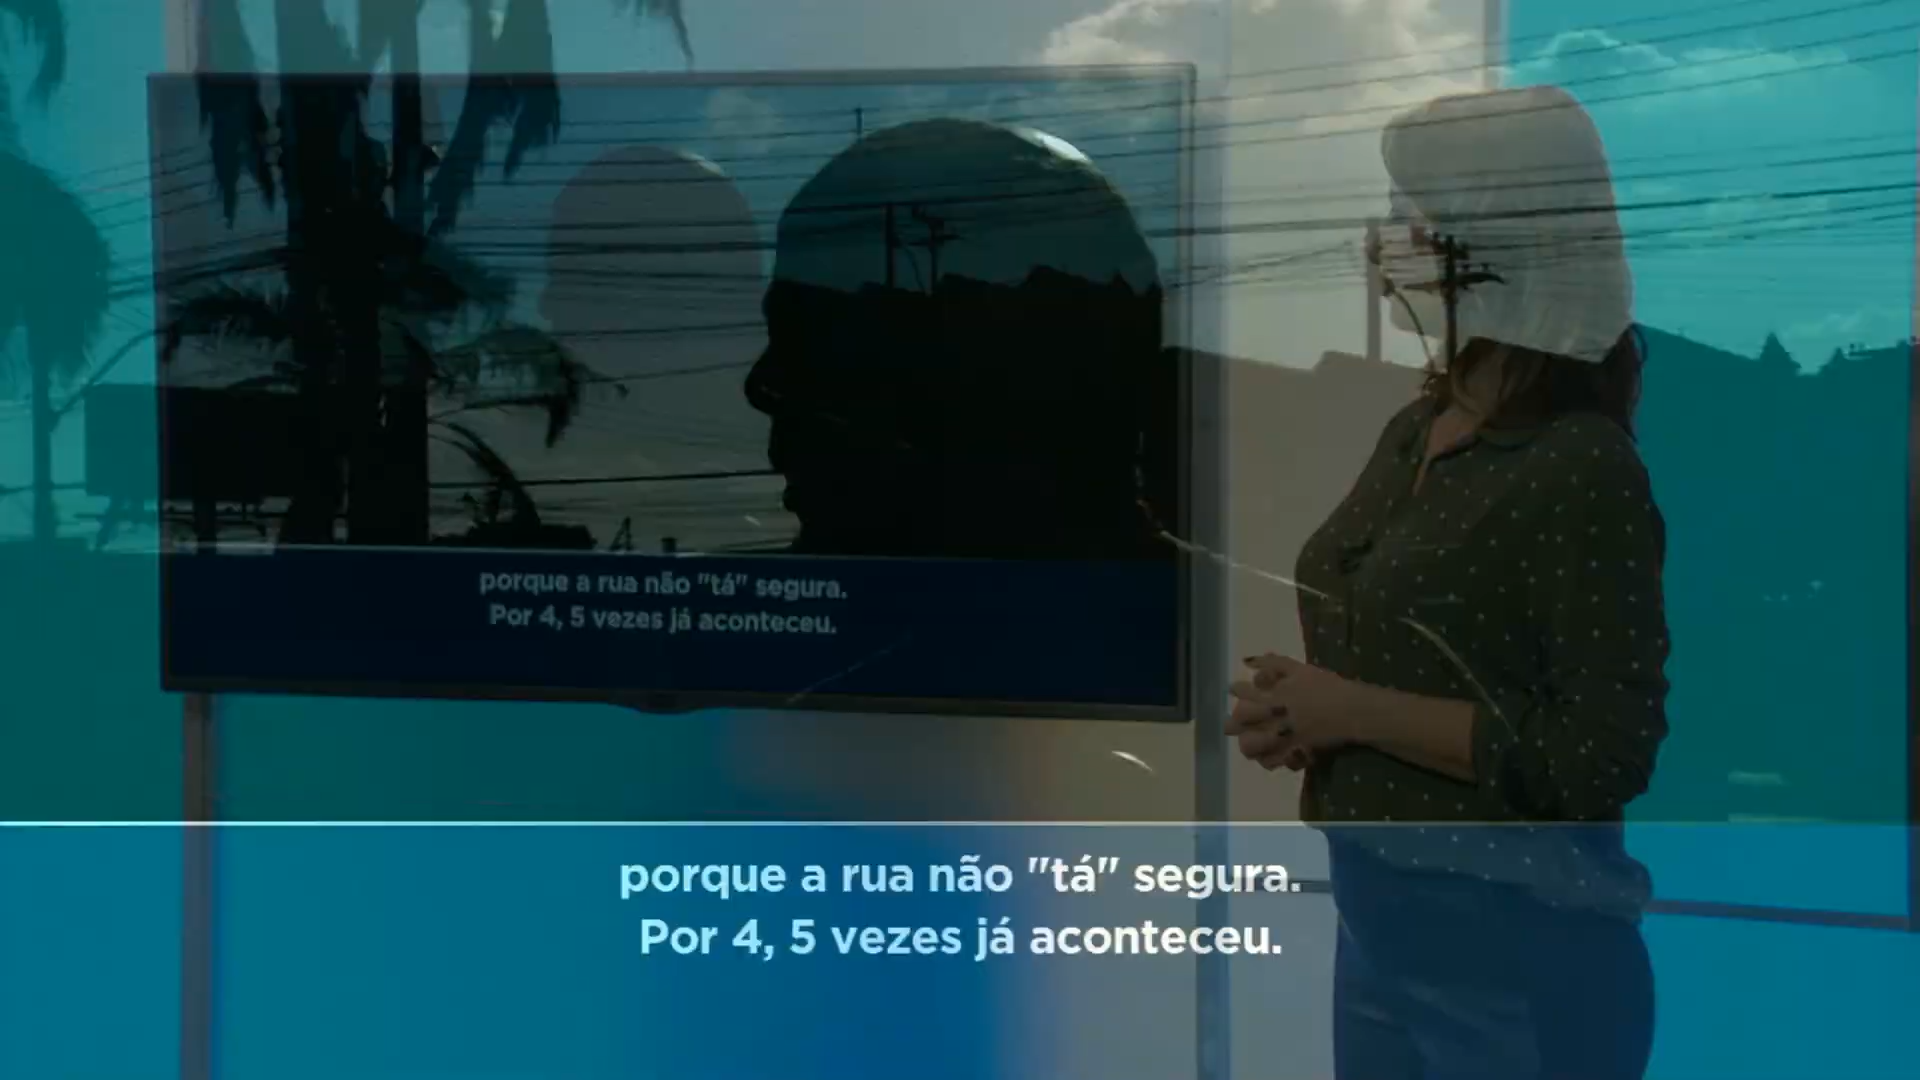 porque a rua não "tá" segura.
Por 4, 5 vezes já aconteceu.
porque a rua não "tá" segura.
Por 4, 5 vezes já aconteceu.